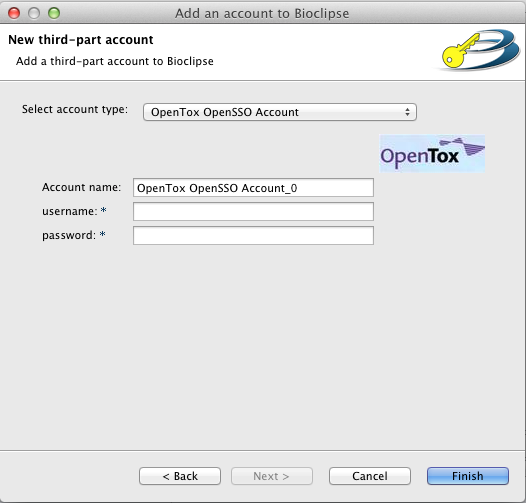 Add an account to Bioclipse
New third-part account
Add a third-part account to Bioclipse
Select account type: OpenTox OpenSSO Account
OpenTox
Account name: OpenTox OpenSSO Account_0
username: *
password: *
< Back Next > Cancel Finish